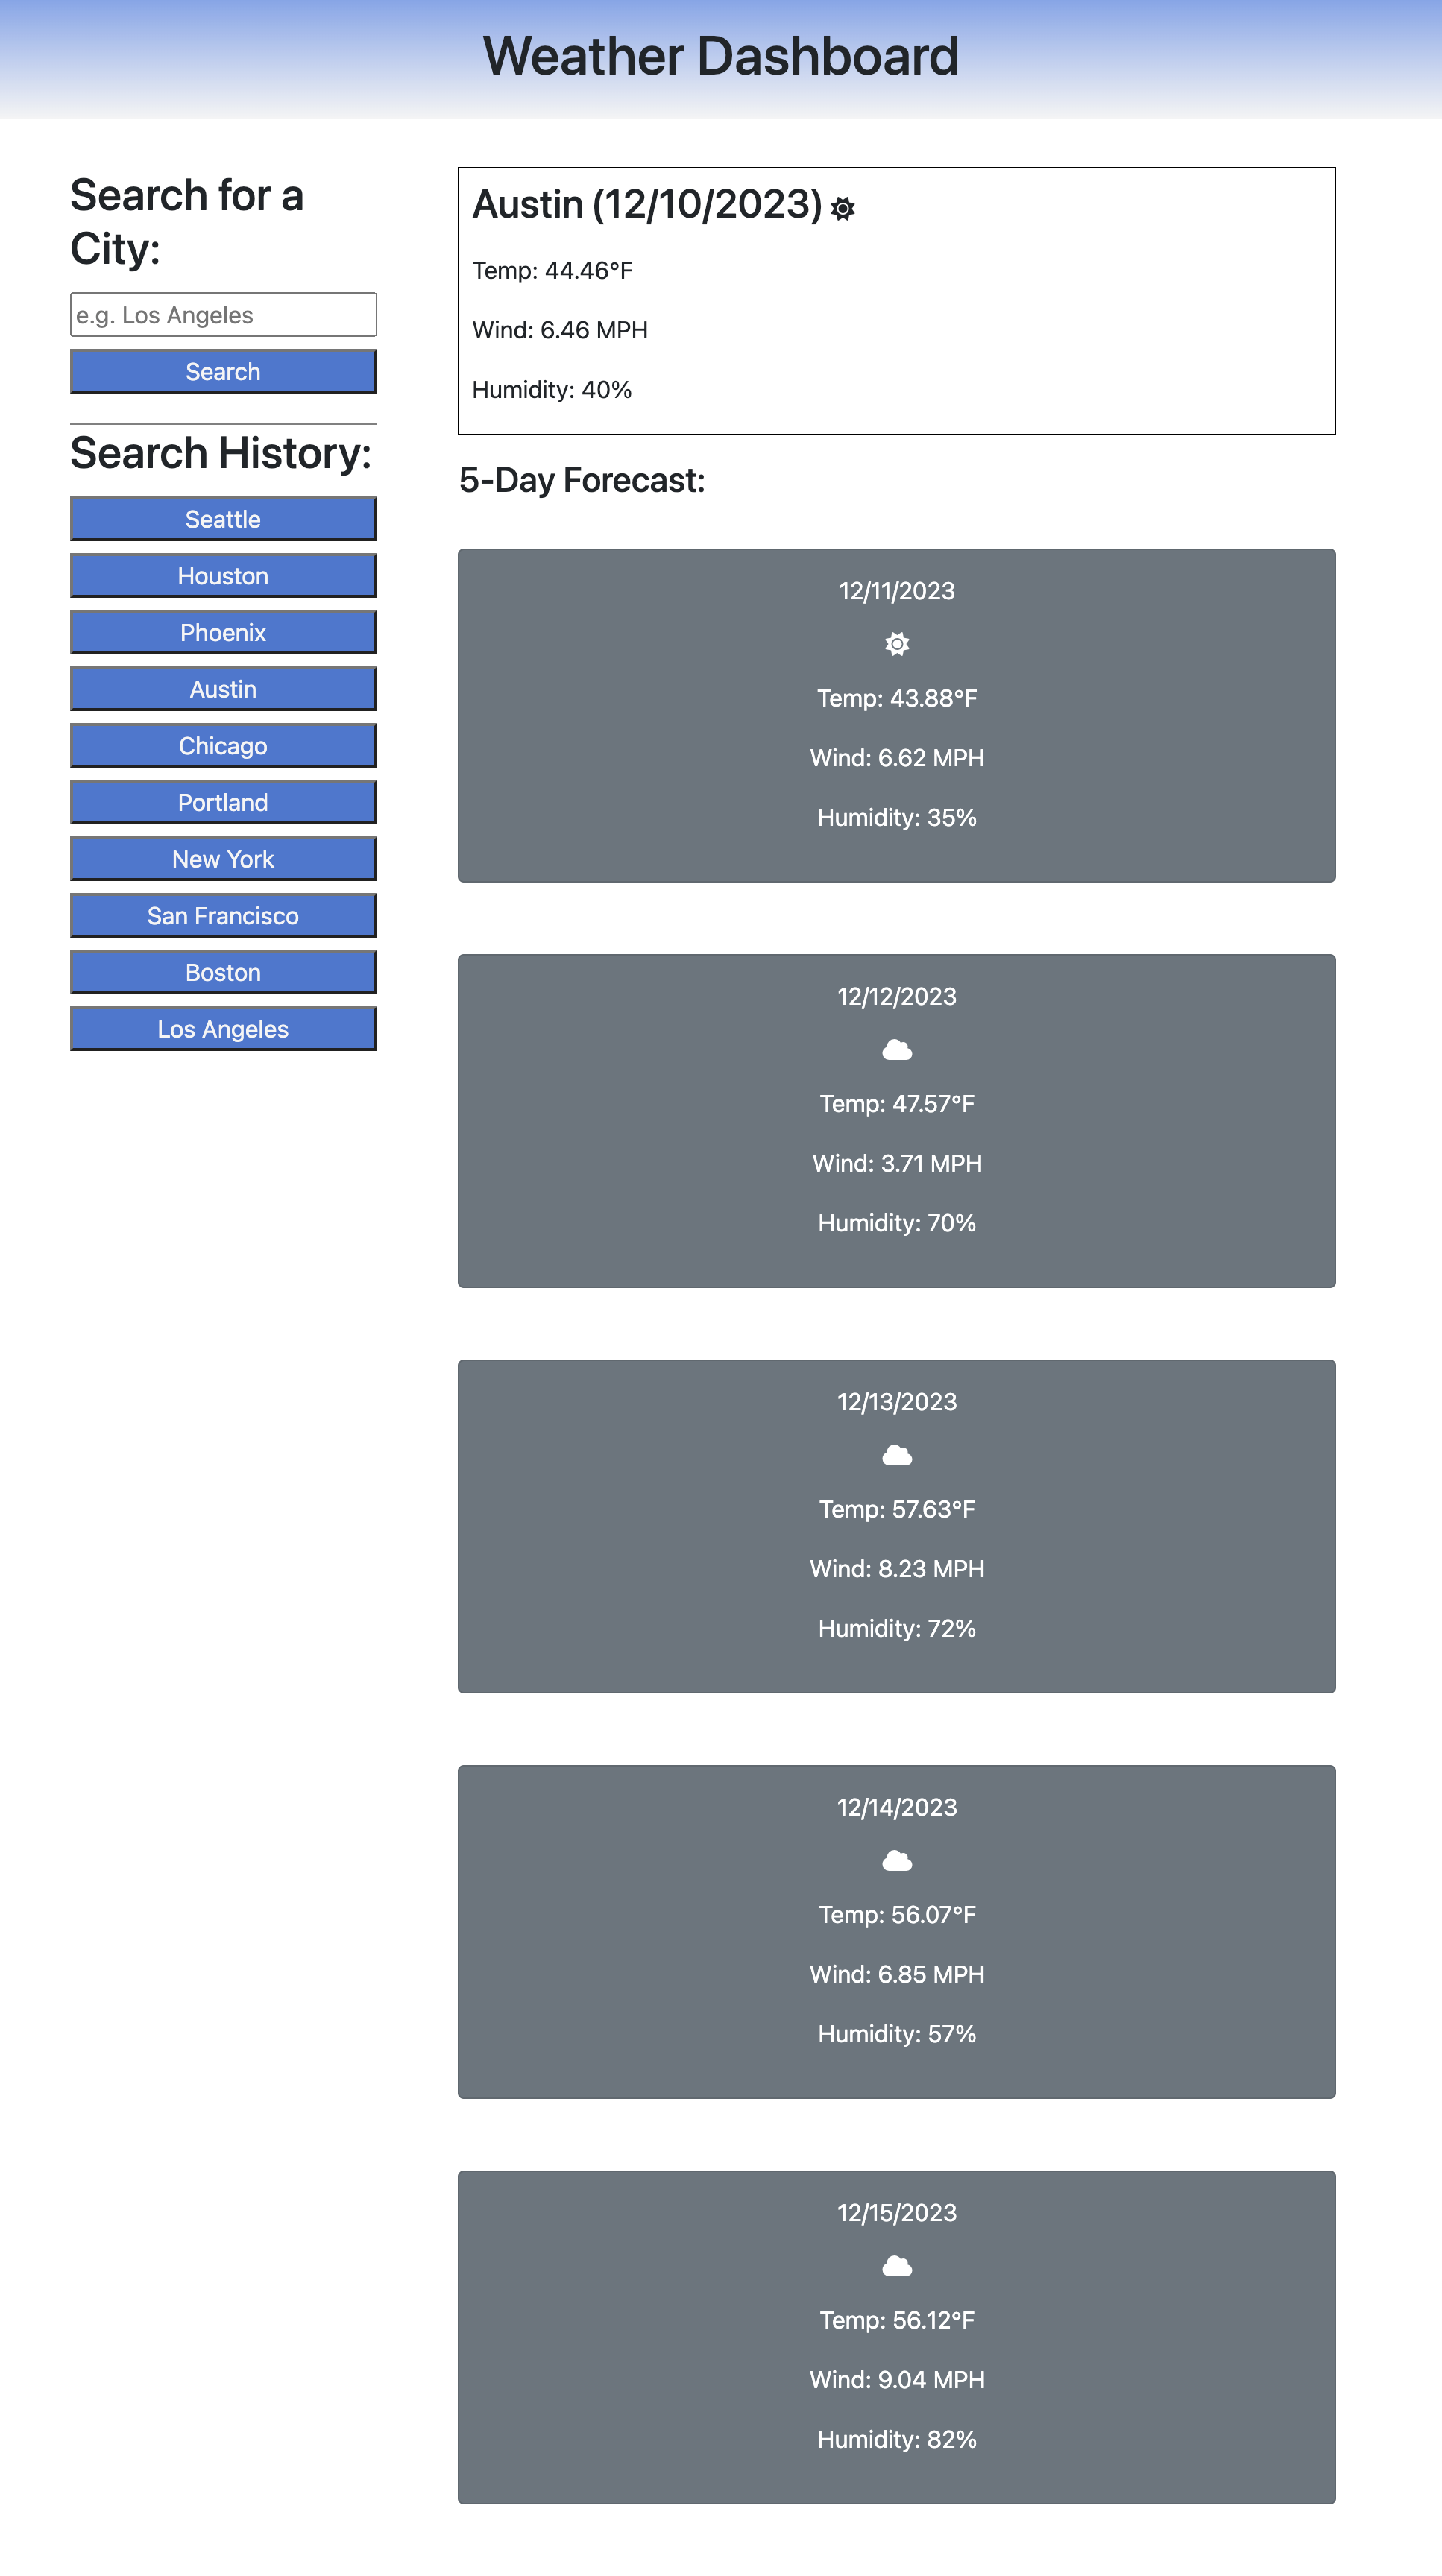 Weather Dashboard
Search for a
City:
e.g. Los Angeles
Search
Search History:
Seattle
Houston
Phoenix
Austin
Chicago
Portland
New York
San Francisco
Boston
Los Angeles
Austin (12/10/2023)
Temp: 44.46°F
Wind: 6.46 MPH
Humidity: 40%
5-Day Forecast:
12/11/2023
Temp: 43.88°F
Wind: 6.62 MPH
Humidity: 35%
12/12/2023
Temp: 47.57°F
Wind: 3.71 MPH
Humidity: 70%
12/13/2023
Temp: 57.63°F
Wind: 8.23 MPH
Humidity: 72%
12/14/2023
Temp: 56.07°F
Wind: 6.85 MPH
Humidity: 57%
12/15/2023
Temp: 56.12°F
Wind: 9.04 MPH
Humidity: 82%